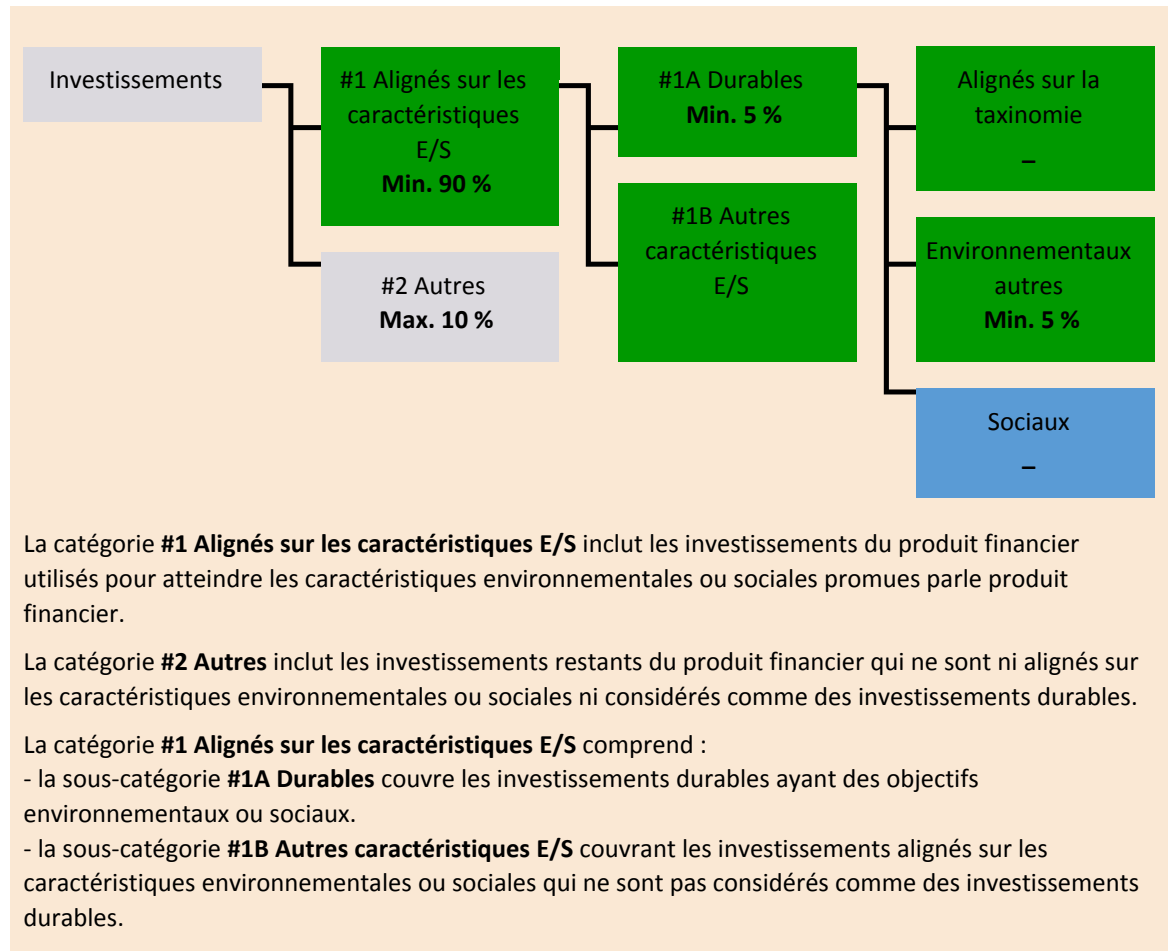 Investissements
#1 Alignés sur les
caractéristiques
E/S
Min. 90 %
#2 Autres
Max. 10 %
#1A Durables
Min. 5 %
#1B Autres
caractéristiques
E/S
Alignés sur la
taxinomie
–
Environnementaux
autres
Min. 5 %
Sociaux
–
La catégorie #1 Alignés sur les caractéristiques E/S inclut les investissements du produit financier
utilisés pour atteindre les caractéristiques environnementales ou sociales promues parle produit
financier.
La catégorie #2 Autres inclut les investissements restants du produit financier qui ne sont ni alignés sur
les caractéristiques environnementales ou sociales ni considérés comme des investissements durables.
La catégorie #1 Alignés sur les caractéristiques E/S comprend :
- la sous-catégorie #1A Durables couvre les investissements durables ayant des objectifs
environnementaux ou sociaux.
- la sous-catégorie #1B Autres caractéristiques E/S couvrant les investissements alignés sur les
caractéristiques environnementales ou sociales qui ne sont pas considérés comme des investissements
durables.